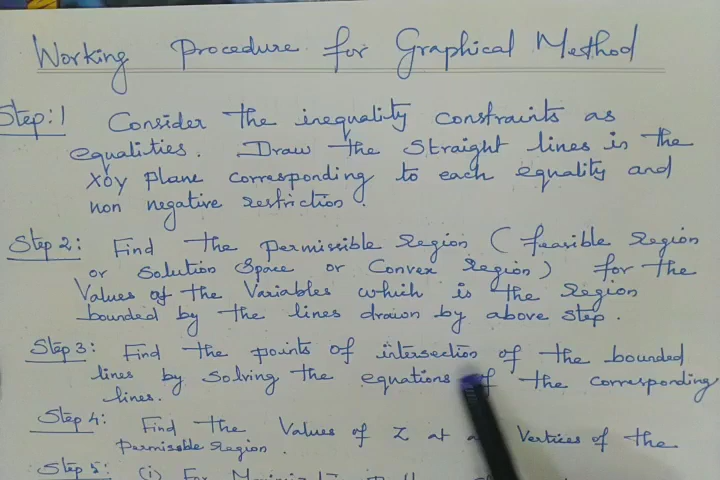 Working Procedure for Graphical Method
Step:1 Consider the inequality constraints as
equalities. Draw the straight lines in the
XOY plane corresponding to each equality and
non negative restriction.
Step 2: Find the permissible region (feasible region
or Solution Space or Convex region) for the
Values of the Variables which is the region
bounded by the lines drawn by above step.
Step 3: Find the points of intersection of the bounded
lines by solving the equations of the corresponding
lines.
Step 4: Find the Values of Z at Vertices of the
permissible region.
Step 5: (i) For